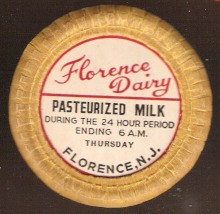 Florence
Dairy
PASTEURIZED MILK
DURING THE 24 HOUR PERIOD
ENDING 6 A.M.
THURSDAY
FLORENCE, N.J.